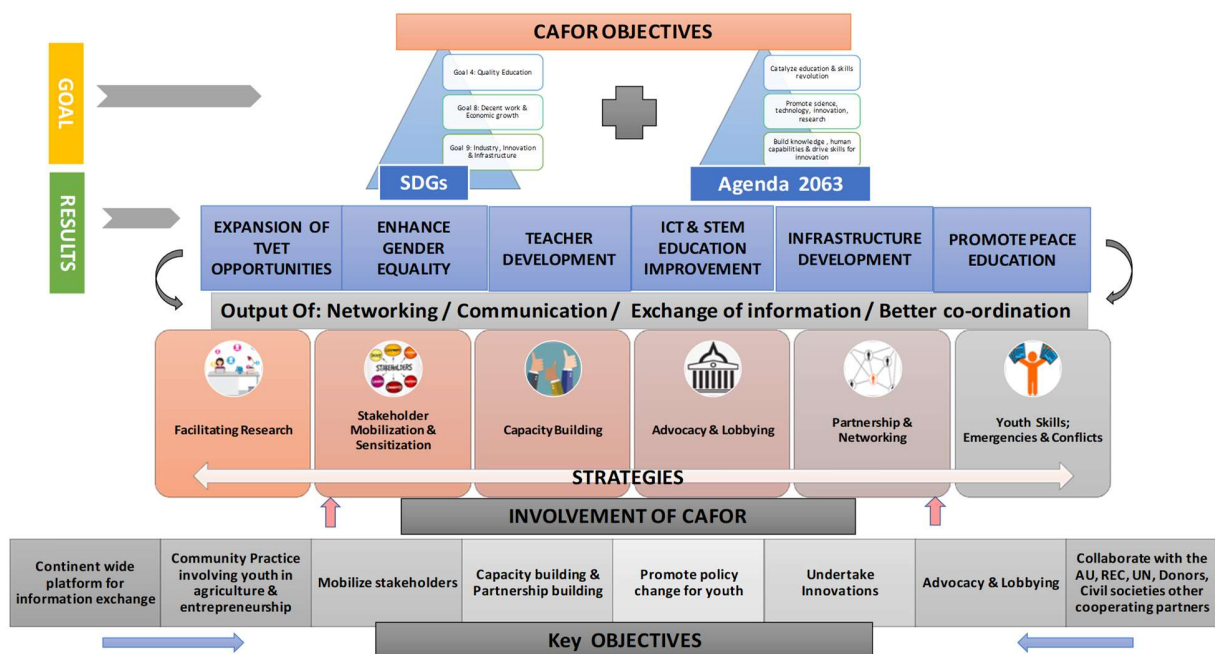 CAFOR OBJECTIVES
GOAL
Goal 4: Quality Education
Goal 8: Decent work &
Economic growth
Goal 9: Industry, Innovation
& Infrastructure
SDGs
Catalyze education & skills
revolution
Promote science,
technology, innovation,
research
Build knowledge , human
capabilities & drive skills for
innovation
Agenda 2063
RESULTS
EXPANSION OF
TVET
OPPORTUNITIES
ENHANCE
GENDER
EQUALITY
TEACHER
DEVELOPMENT
ICT & STEM
EDUCATION
IMPROVEMENT
INFRASTRUCTURE
DEVELOPMENT
PROMOTE PEACE
EDUCATION
Output Of: Networking / Communication / Exchange of information / Better co-ordination
STAKEHOLDERS
Facilitating Research
Stakeholder
Mobilization &
Sensitization
Capacity Building
Advocacy & Lobbying
Partnership &
Networking
Youth Skills;
Emergencies & Conflicts
STRATEGIES
INVOLVEMENT OF CAFOR
Continent wide
platform for
information exchange
Community Practice
involving youth in
agriculture &
entrepreneurship
Mobilize stakeholders
Capacity building &
Partnership building
Promote policy
change for youth
Undertake
Innovations
Advocacy & Lobbying
Collaborate with the
AU, REC, UN, Donors,
Civil societies other
cooperating partners
Key OBJECTIVES